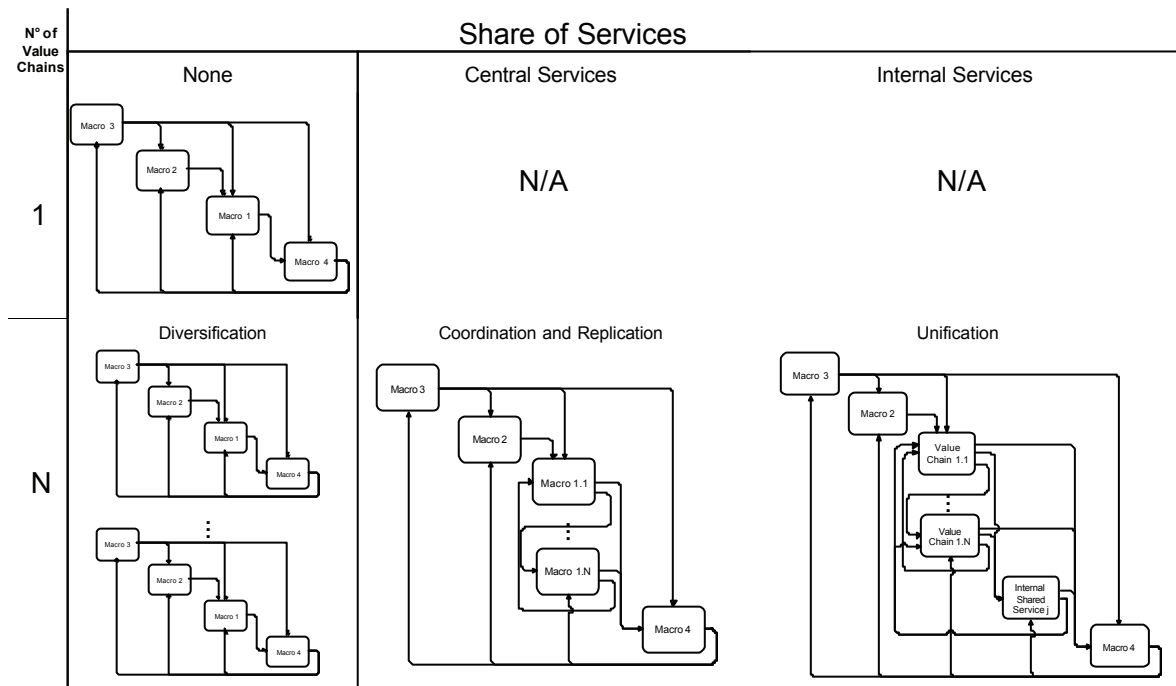 N° of
Value
Chains
Share of Services
None
Central Services
Internal Services
1
Macro 3
Macro 2
Macro 1
Macro 4
N/A
N/A
N
Diversification
Macro 3
Macro 2
Macro 1
Macro 4
⋮
Macro 3
Macro 2
Macro 1
Macro 4
Coordination and Replication
Macro 3
Macro 2
Macro 1.1
⋮
Macro 1.N
Macro 4
Unification
Macro 3
Macro 2
Value
Chain 1.1
⋮
Value
Chain 1.N
Internal
Shared
Service j
Macro 4